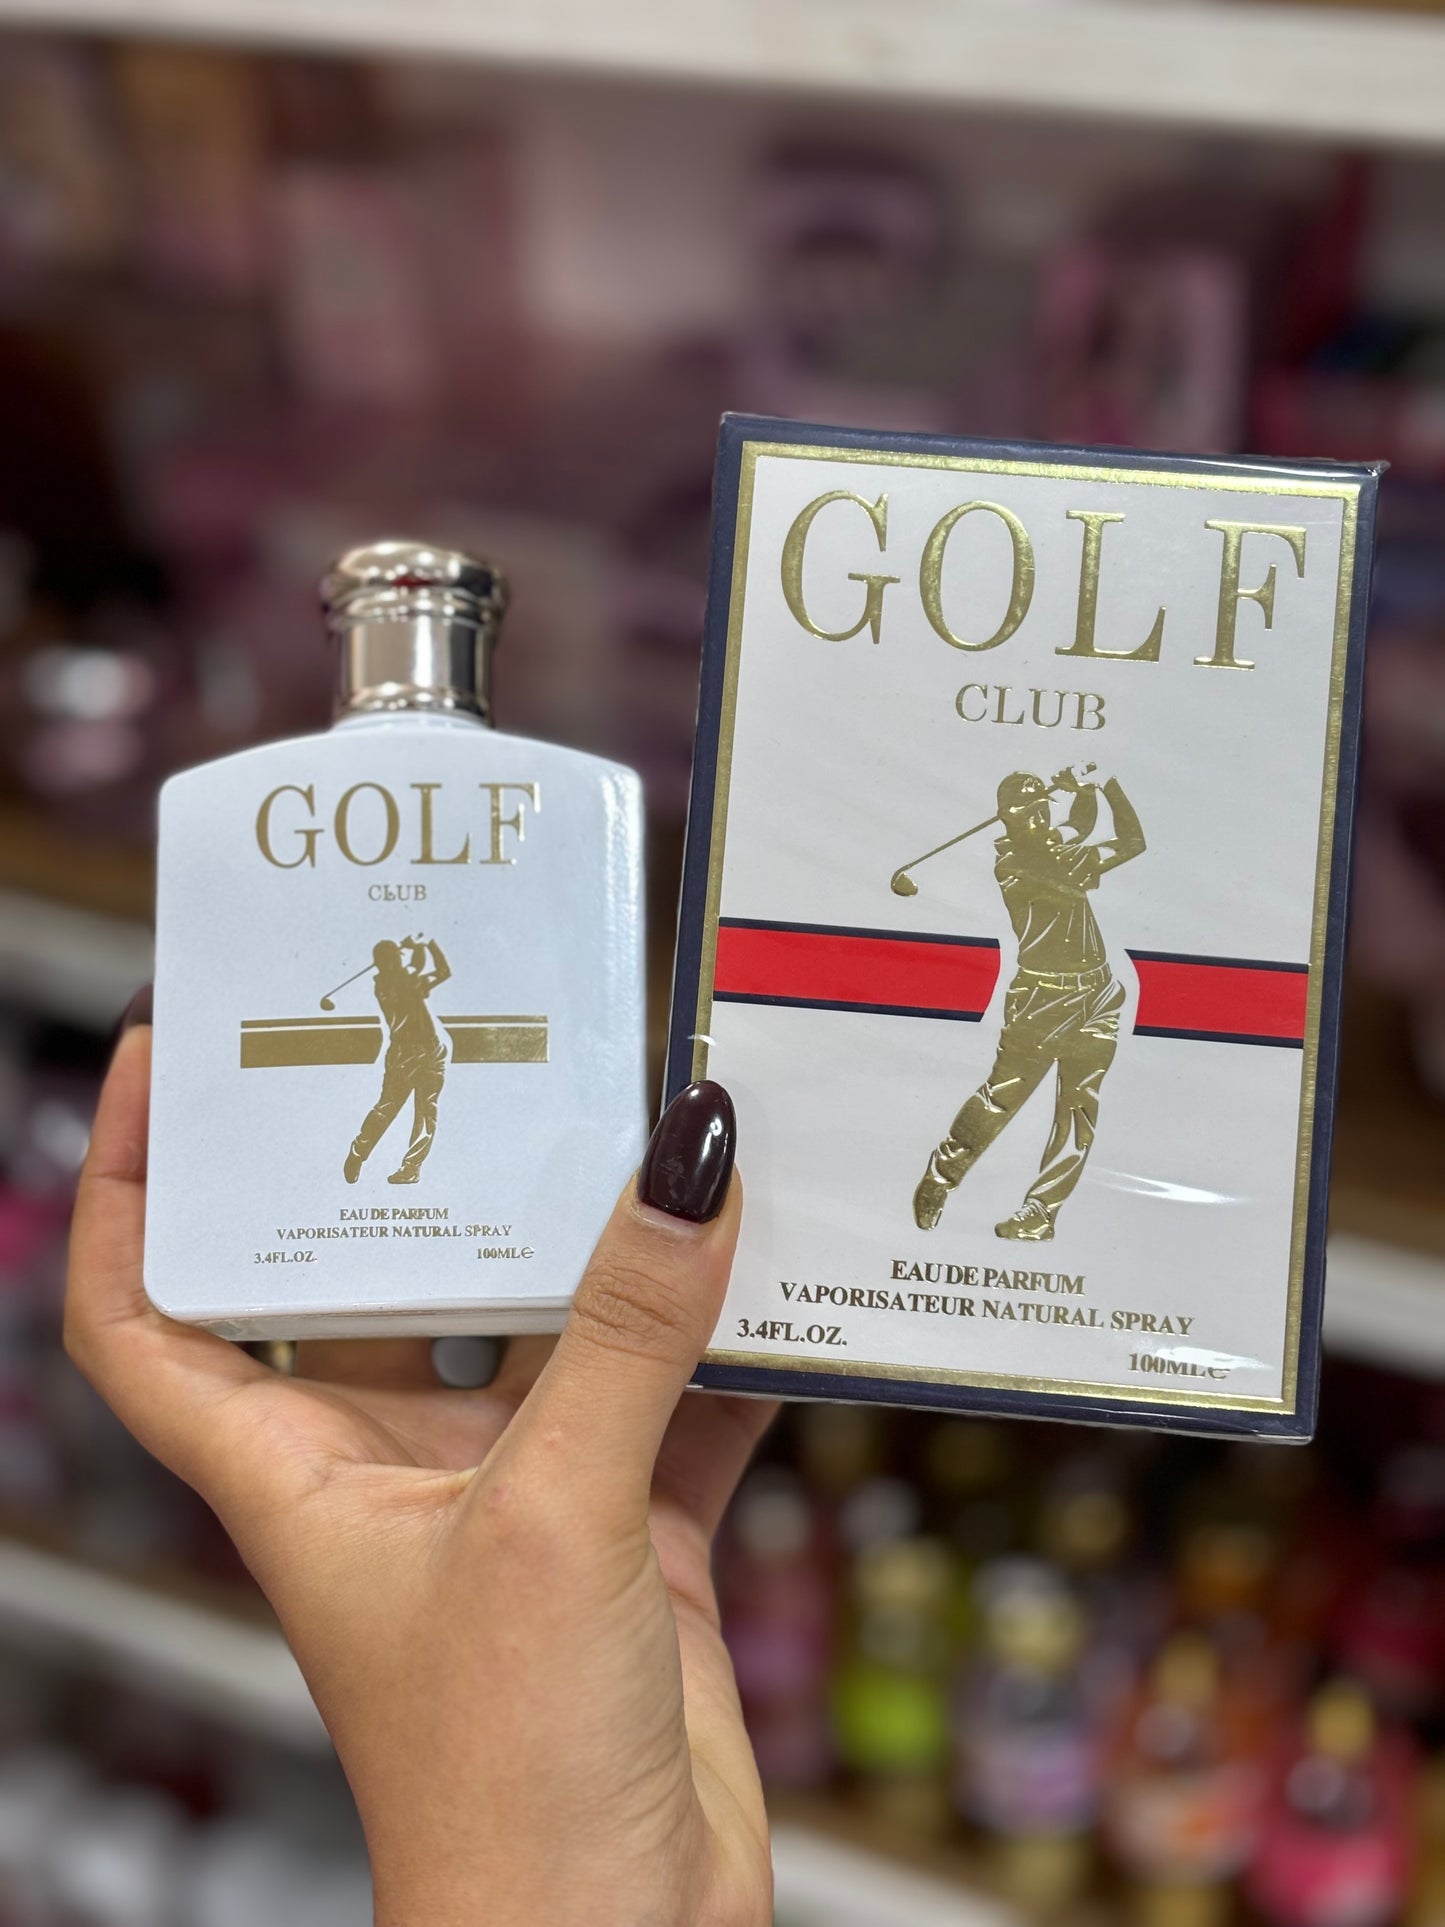 GOLF
CLUB
EAU DE PARFUM
VAPORISATEUR NATURAL SPRAY
3.4FL.OZ.
100ML℮
GOLF
CLUB
EAU DE PARFUM
VAPORISATEUR NATURAL SPRAY
3.4FL.OZ.
100ML℮